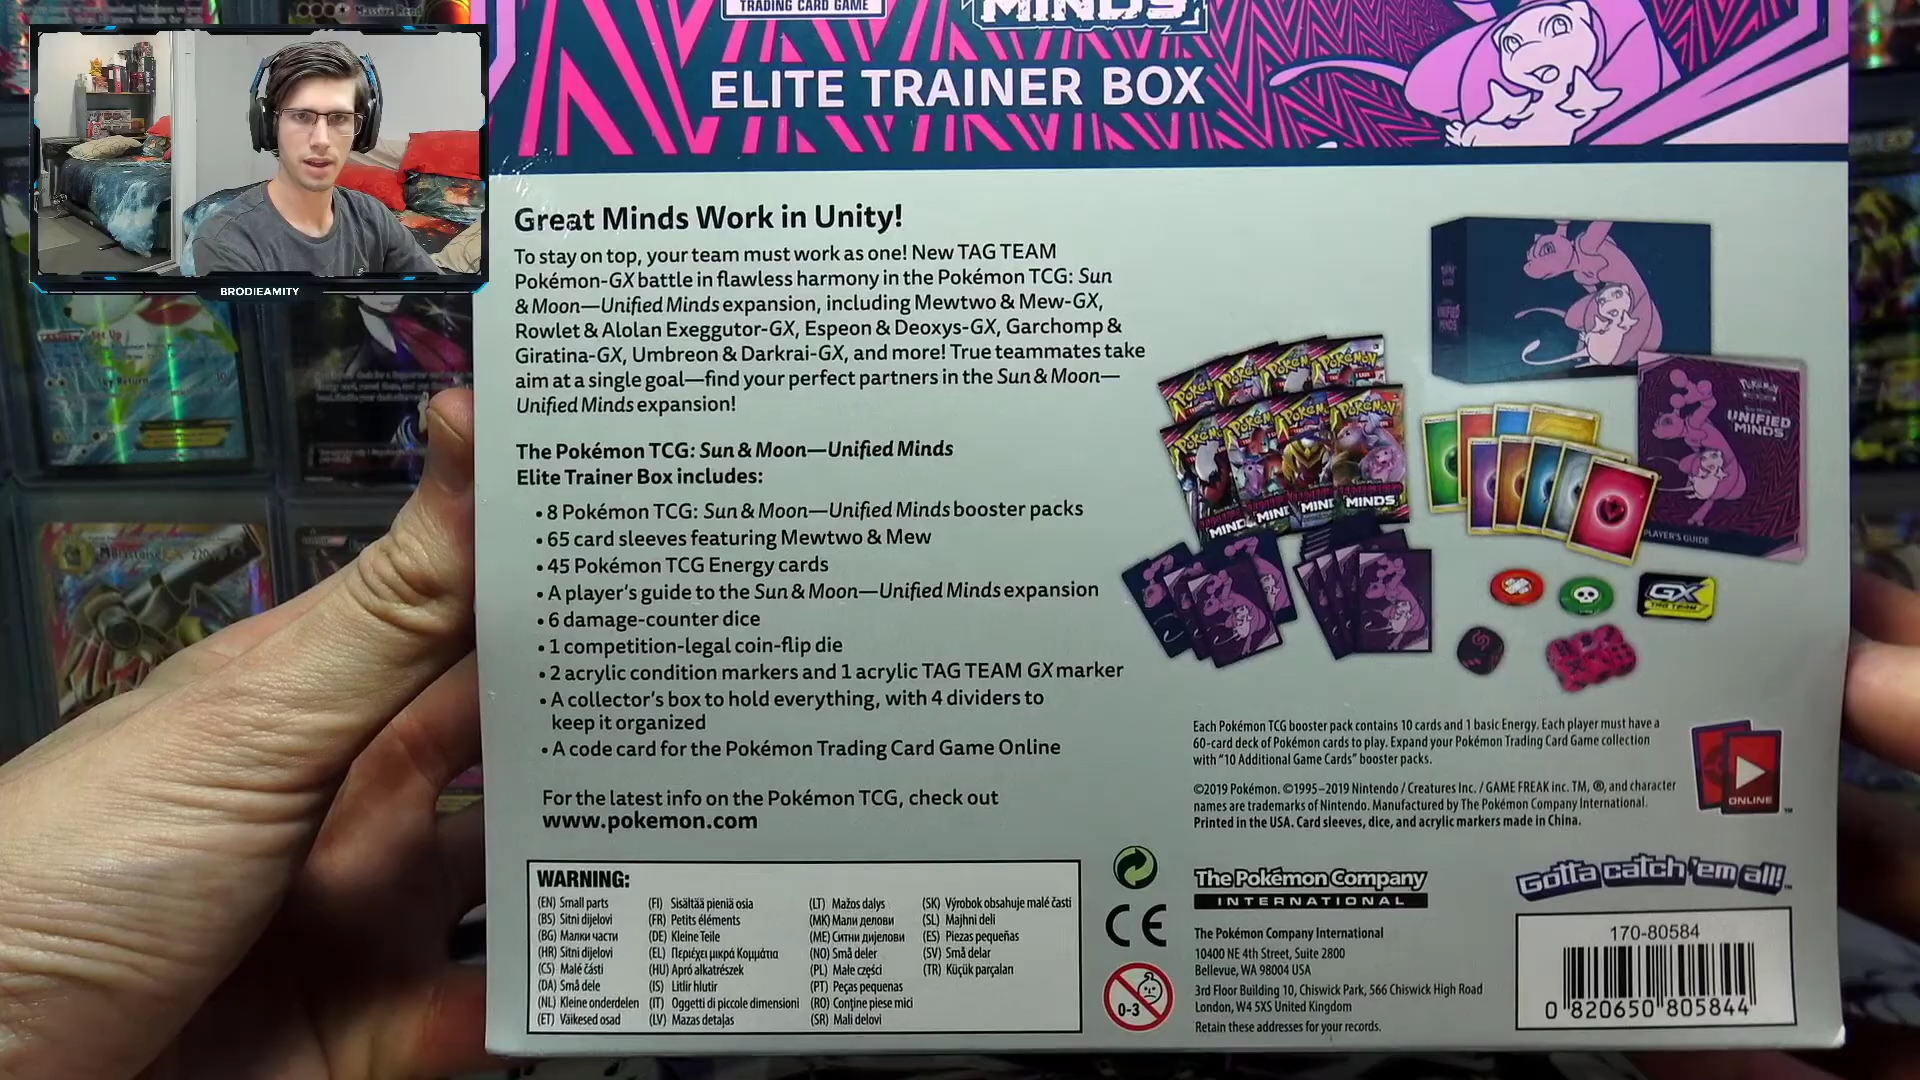 Massive Rend
TRADING CARD GAME
MINDS
ELITE TRAINER BOX
BRODIEAMITY
Great Minds Work in Unity!
To stay on top, your team must work as one! New TAG TEAM
Pokémon-GX battle in flawless harmony in the Pokémon TCG: Sun
& Moon—Unified Minds expansion, including Mewtwo & Mew-GX,
Rowlet & Alolan Exeggutor-GX, Espeon & Deoxys-GX, Garchomp &
Giratina-GX, Umbreon & Darkrai-GX, and more! True teammates take
aim at a single goal—find your perfect partners in the Sun & Moon—
Unified Minds expansion!
The Pokémon TCG: Sun & Moon—Unified Minds
Elite Trainer Box includes:
• 8 Pokémon TCG: Sun & Moon—Unified Minds booster packs
• 65 card sleeves featuring Mewtwo & Mew
• 45 Pokémon TCG Energy cards
• A player's guide to the Sun & Moon—Unified Minds expansion
• 6 damage-counter dice
• 1 competition-legal coin-flip die
• 2 acrylic condition markers and 1 acrylic TAG TEAM GX marker
• A collector's box to hold everything, with 4 dividers to
keep it organized
• A code card for the Pokémon Trading Card Game Online
For the latest info on the Pokémon TCG, check out
www.pokemon.com
UNIFIED
MINDS
PLAYER'S GUIDE
GX
TAG TEAM
Each Pokémon TCG booster pack contains 10 cards and 1 basic Energy. Each player must have a
60-card deck of Pokémon cards to play. Expand your Pokémon Trading Card Game collection
with "10 Additional Game Cards" booster packs.
©2019 Pokémon. ©1995–2019 Nintendo / Creatures Inc. / GAME FREAK inc. TM, ®, and character
names are trademarks of Nintendo. Manufactured by The Pokémon Company International.
Printed in the USA. Card sleeves, dice, and acrylic markers made in China.
ONLINE
WARNING:
(EN) Small parts
(BS) Sitni dijelovi
(BG) Малки части
(HR) Sitni dijelovi
(CS) Malé části
(DA) Små dele
(NL) Kleine onderdelen
(ET) Väikesed osad
(FI) Sisältää pieniä osia
(FR) Petits éléments
(DE) Kleine Teile
(EL) Περιέχει μικρά Κομμάτια
(HU) Apró alkatrészek
(IS) Litlir hlutir
(IT) Oggetti di piccole dimensioni
(LV) Mazas detaļas
(LT) Mažos dalys
(MK) Мали делови
(ME) Ситни дијелови
(NO) Små deler
(PL) Małe części
(PT) Peças pequenas
(RO) Conține piese mici
(SR) Mali delovi
(SK) Výrobok obsahuje malé časti
(SL) Majhni deli
(ES) Piezas pequeñas
(SV) Små delar
(TR) Küçük parçaları
CE
0-3
The Pokémon Company
INTERNATIONAL
The Pokémon Company International
10400 NE 4th Street, Suite 2800
Bellevue, WA 98004 USA
3rd Floor Building 10, Chiswick Park, 566 Chiswick High Road
London, W4 5XS United Kingdom
Retain these addresses for your records.
Gotta catch 'em all!
170-80584
0 820650 805844